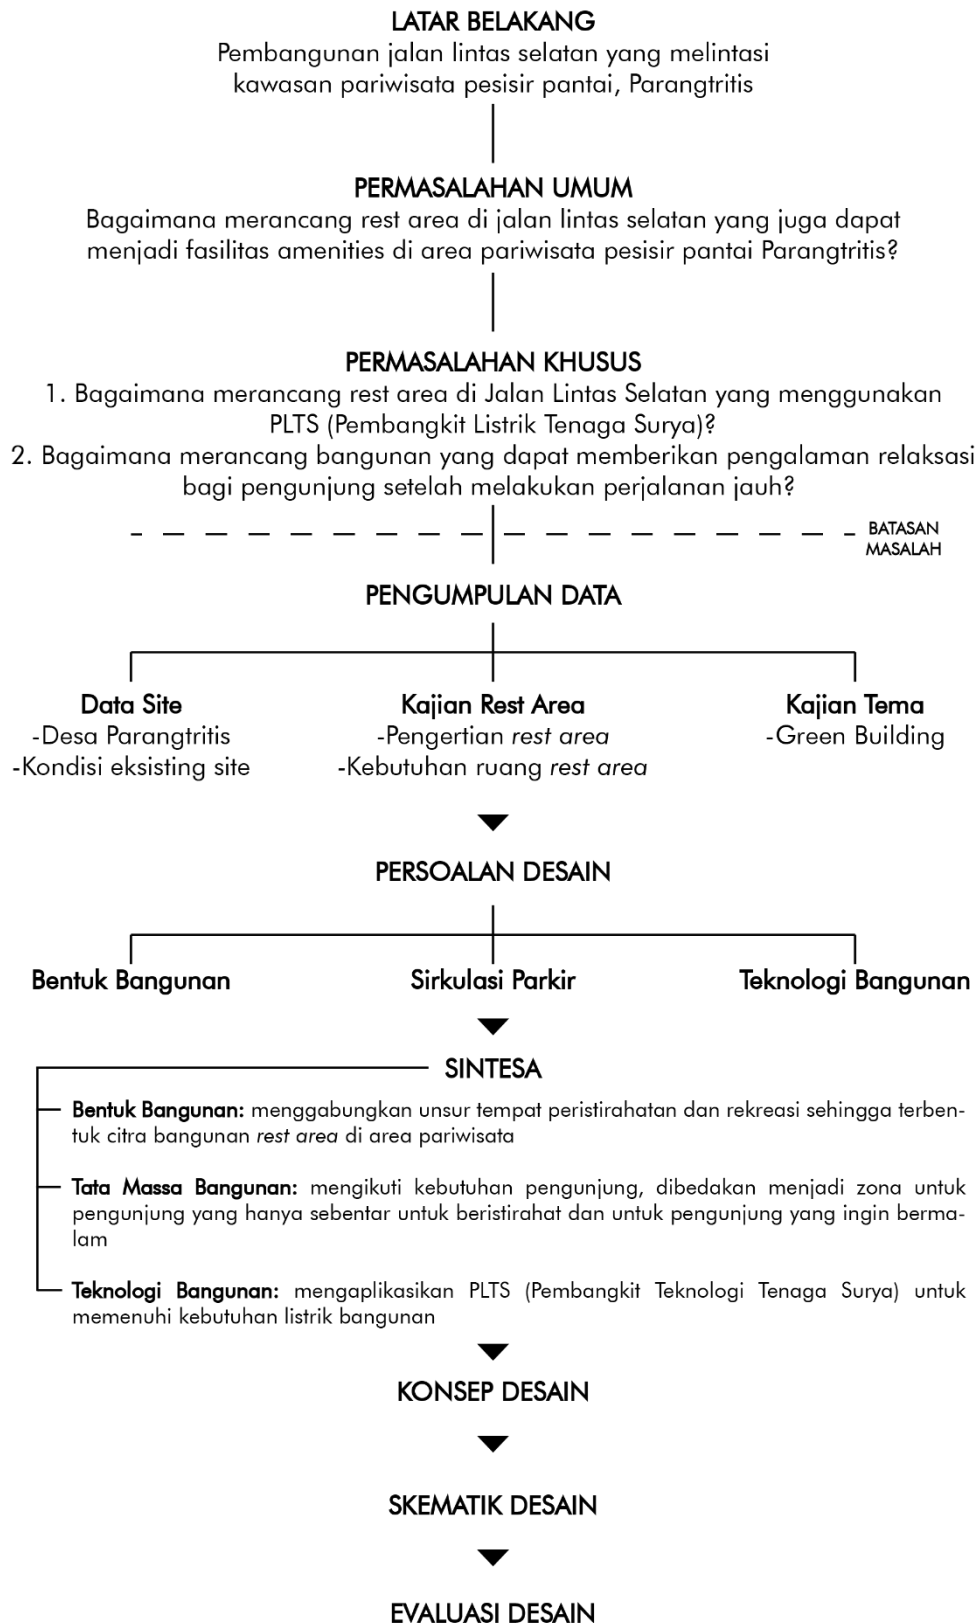 LATAR BELAKANG
Pembangunan jalan lintas selatan yang melintasi
kawasan pariwisata pesisir pantai, Parangtritis
PERMASALAHAN UMUM
Bagaimana merancang rest area di jalan lintas selatan yang juga dapat
menjadi fasilitas amenities di area pariwisata pesisir pantai Parangtritis?
PERMASALAHAN KHUSUS
1. Bagaimana merancang rest area di Jalan Lintas Selatan yang menggunakan
PLTS (Pembangkit Listrik Tenaga Surya)?
2. Bagaimana merancang bangunan yang dapat memberikan pengalaman relaksasi
bagi pengunjung setelah melakukan perjalanan jauh?
BATASAN
MASALAH
PENGUMPULAN DATA
Data Site
-Desa Parangtritis
-Kondisi eksisting site
Kajian Rest Area
-Pengertian rest area
-Kebutuhan ruang rest area
Kajian Tema
-Green Building
PERSOALAN DESAIN
Bentuk Bangunan
Sirkulasi Parkir
Teknologi Bangunan
SINTESA
Bentuk Bangunan: menggabungkan unsur tempat peristirahatan dan rekreasi sehingga terben-
tuk citra bangunan rest area di area pariwisata
Tata Massa Bangunan: mengikuti kebutuhan pengunjung, dibedakan menjadi zona untuk
pengunjung yang hanya sebentar untuk beristirahat dan untuk pengunjung yang ingin berma-
lam
Teknologi Bangunan: mengaplikasikan PLTS (Pembangkit Teknologi Tenaga Surya) untuk
memenuhi kebutuhan listrik bangunan
KONSEP DESAIN
SKEMATIK DESAIN
EVALUASI DESAIN